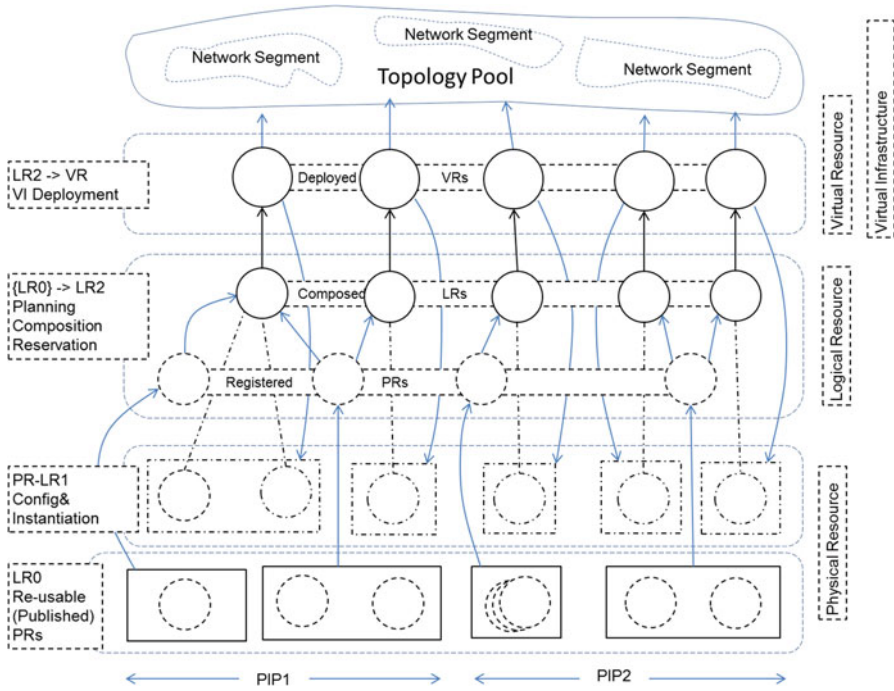 Network Segment
Network Segment
Network Segment
Topology Pool
LR2 -> VR
VI Deployment
Deployed
VRs
{LR0} -> LR2
Planning
Composition
Reservation
Composed
LRs
Registered
PRs
PR-LR1
Config&
Instantiation
LR0
Re-usable
(Published)
PRs
PIP1
PIP2
Virtual Resource
Virtual Infrastructure
Logical Resource
Physical Resource